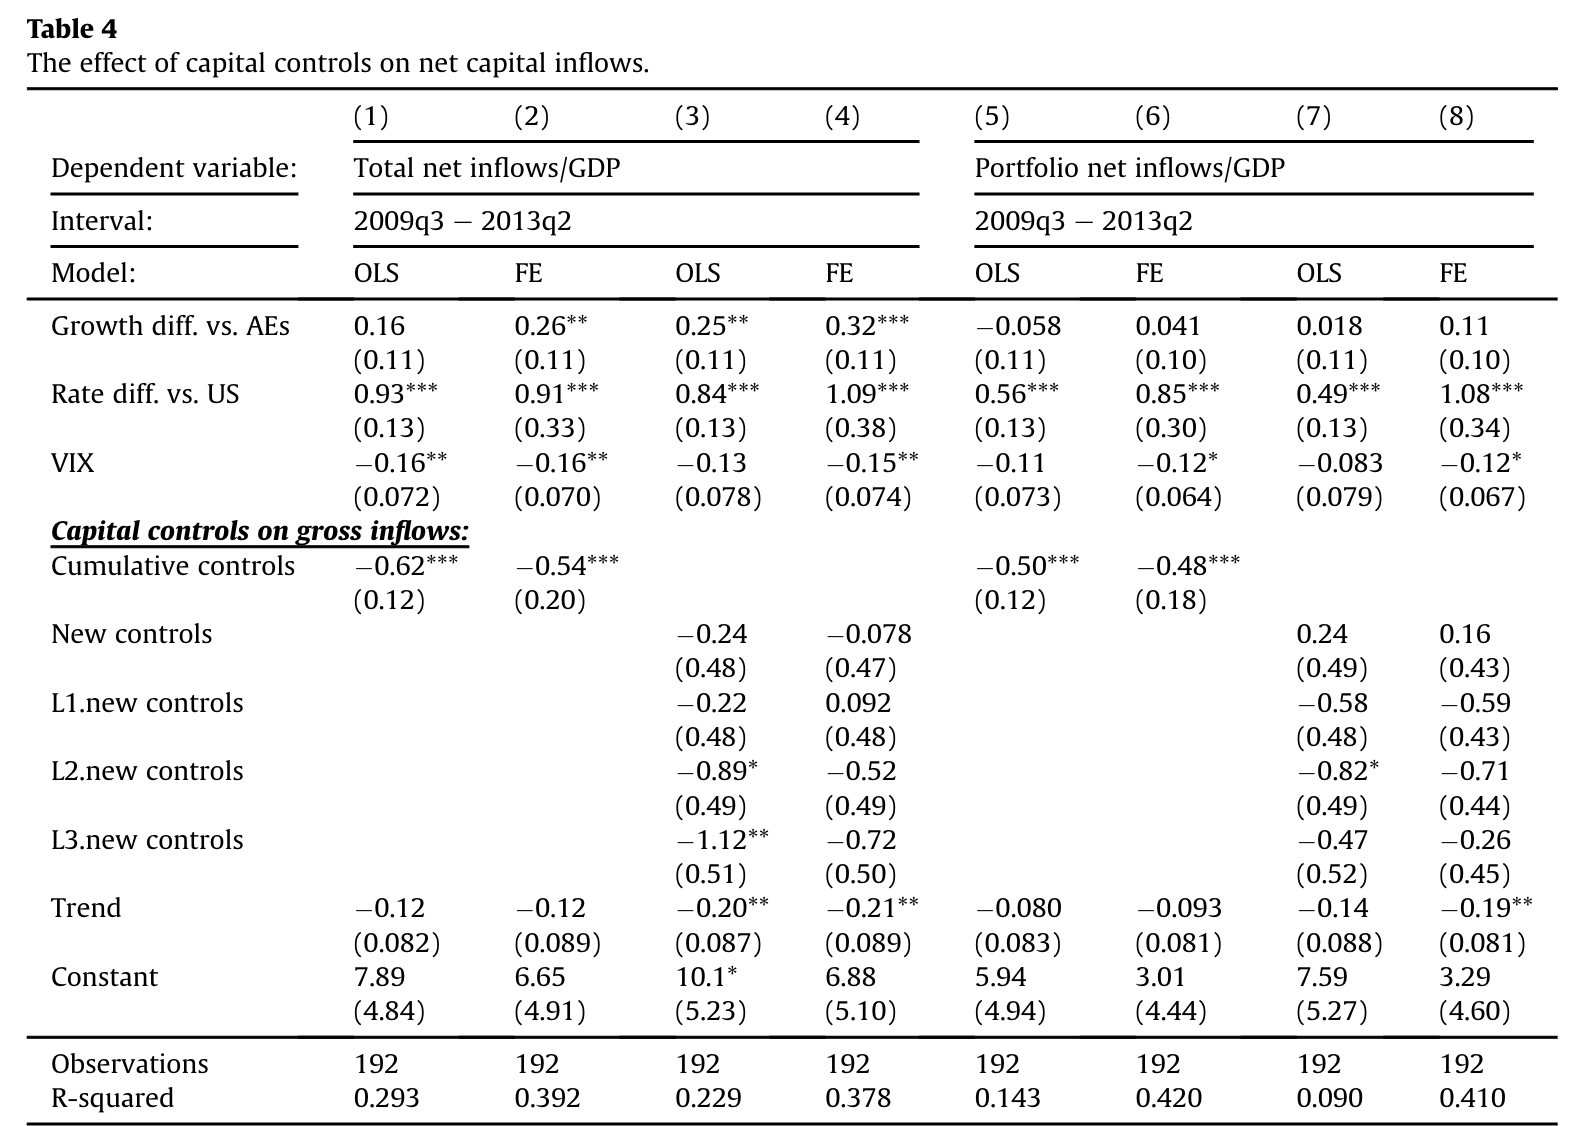 Table 4
The effect of capital controls on net capital inflows.
(1) (2) (3) (4) (5) (6) (7) (8)
Dependent variable: Total net inflows/GDP Portfolio net inflows/GDP
Interval: 2009q3 − 2013q2 2009q3 − 2013q2
Model: OLS FE OLS FE OLS FE OLS FE
Growth diff. vs. AEs 0.16 0.26** 0.25** 0.32*** −0.058 0.041 0.018 0.11
(0.11) (0.11) (0.11) (0.11) (0.11) (0.10) (0.11) (0.10)
Rate diff. vs. US 0.93*** 0.91*** 0.84*** 1.09*** 0.56*** 0.85*** 0.49*** 1.08***
(0.13) (0.33) (0.13) (0.38) (0.13) (0.30) (0.13) (0.34)
VIX −0.16** −0.16** −0.13 −0.15** −0.11 −0.12* −0.083 −0.12*
(0.072) (0.070) (0.078) (0.074) (0.073) (0.064) (0.079) (0.067)
Capital controls on gross inflows:
Cumulative controls −0.62*** −0.54*** −0.50*** −0.48***
(0.12) (0.20) (0.12) (0.18)
New controls −0.24 −0.078 0.24 0.16
(0.48) (0.47) (0.49) (0.43)
L1.new controls −0.22 0.092 −0.58 −0.59
(0.48) (0.48) (0.48) (0.43)
L2.new controls −0.89* −0.52 −0.82* −0.71
(0.49) (0.49) (0.49) (0.44)
L3.new controls −1.12** −0.72 −0.47 −0.26
(0.51) (0.50) (0.52) (0.45)
Trend −0.12 −0.12 −0.20** −0.21** −0.080 −0.093 −0.14 −0.19**
(0.082) (0.089) (0.087) (0.089) (0.083) (0.081) (0.088) (0.081)
Constant 7.89 6.65 10.1* 6.88 5.94 3.01 7.59 3.29
(4.84) (4.91) (5.23) (5.10) (4.94) (4.44) (5.27) (4.60)
Observations 192 192 192 192 192 192 192 192
R-squared 0.293 0.392 0.229 0.378 0.143 0.420 0.090 0.410